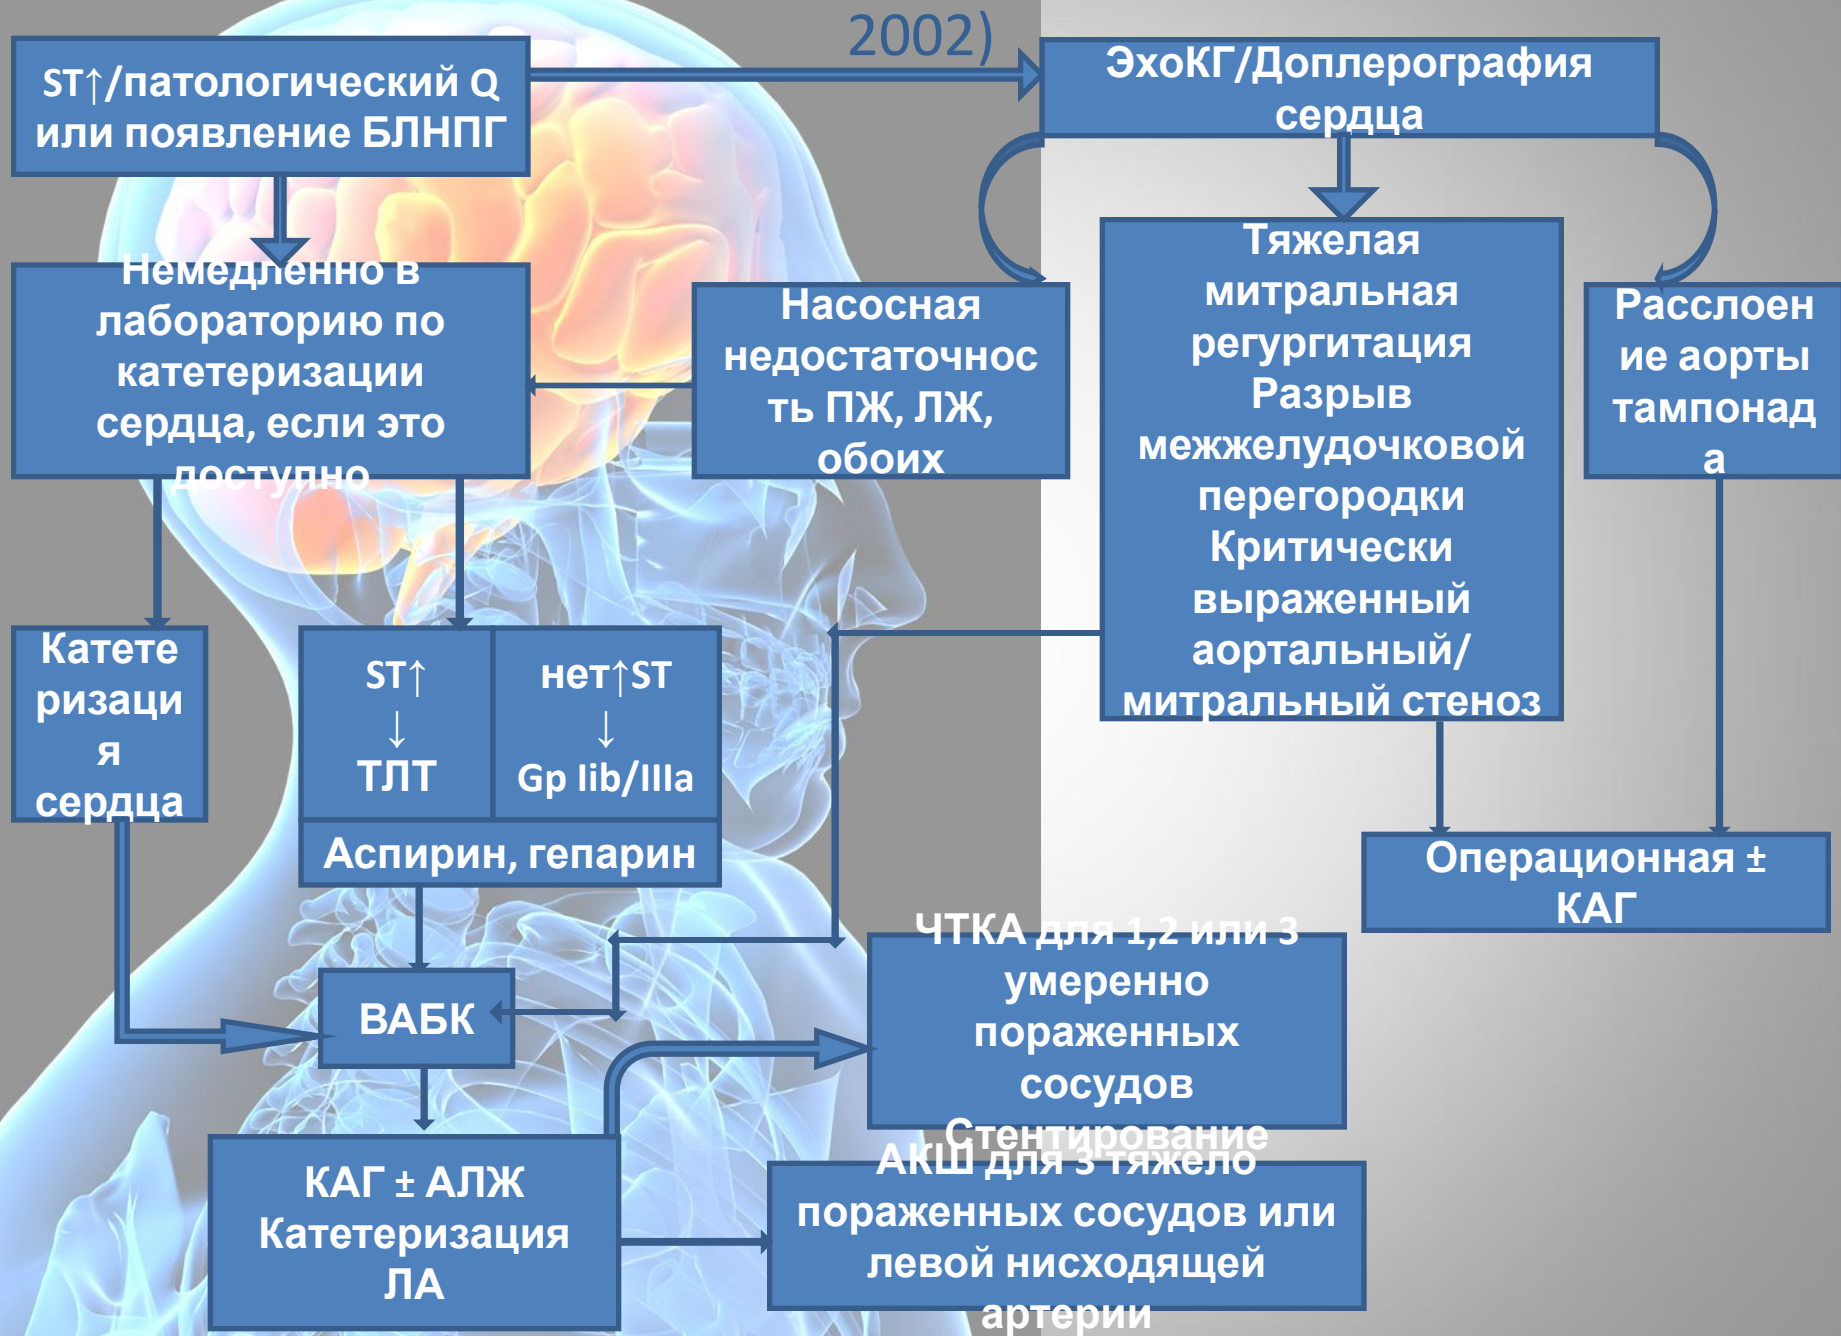 2002)
ST↑/патологический Q
или появление БЛНПГ
ЭхоКГ/Доплерография
сердца
Немедленно в
лабораторию по
катетеризации
сердца, если это
доступно
Насосная
недостаточнос
ть ПЖ, ЛЖ,
обоих
Тяжелая
митральная
регургитация
Разрыв
межжелудочковой
перегородки
Критически
выраженный
аортальный/
митральный стеноз
Расслоен
ие аорты
тампонад
а
Катете
ризаци
я
сердца
ST↑
↓
ТЛТ
нет↑ST
↓
Gp Iib/IIIa
Аспирин, гепарин
Операционная ±
КАГ
ВАБК
ЧТКА для 1,2 или 3
умеренно
пораженных
сосудов
Стентирование
КАГ ± АЛЖ
Катетеризация
ЛА
АКШ для 3 тяжело
пораженных сосудов или
левой нисходящей
артерии